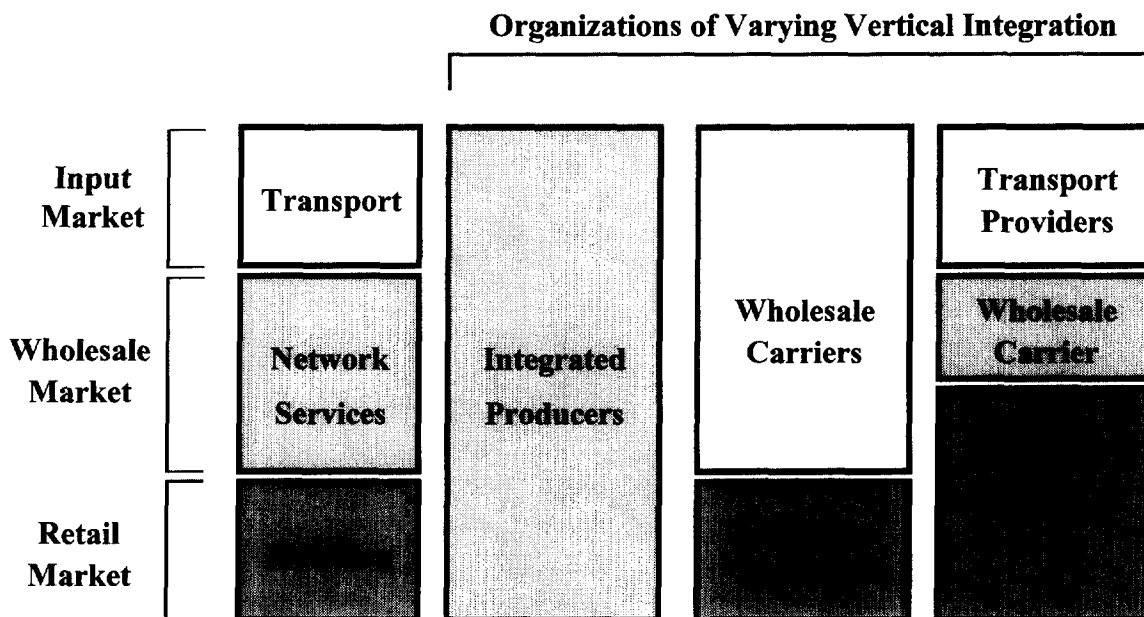 Organizations of Varying Vertical Integration
Input
Market
Transport
Transport
Providers
Wholesale
Market
Network
Services
Integrated
Producers
Wholesale
Carriers
Wholesale
Carrier
Retail
Market